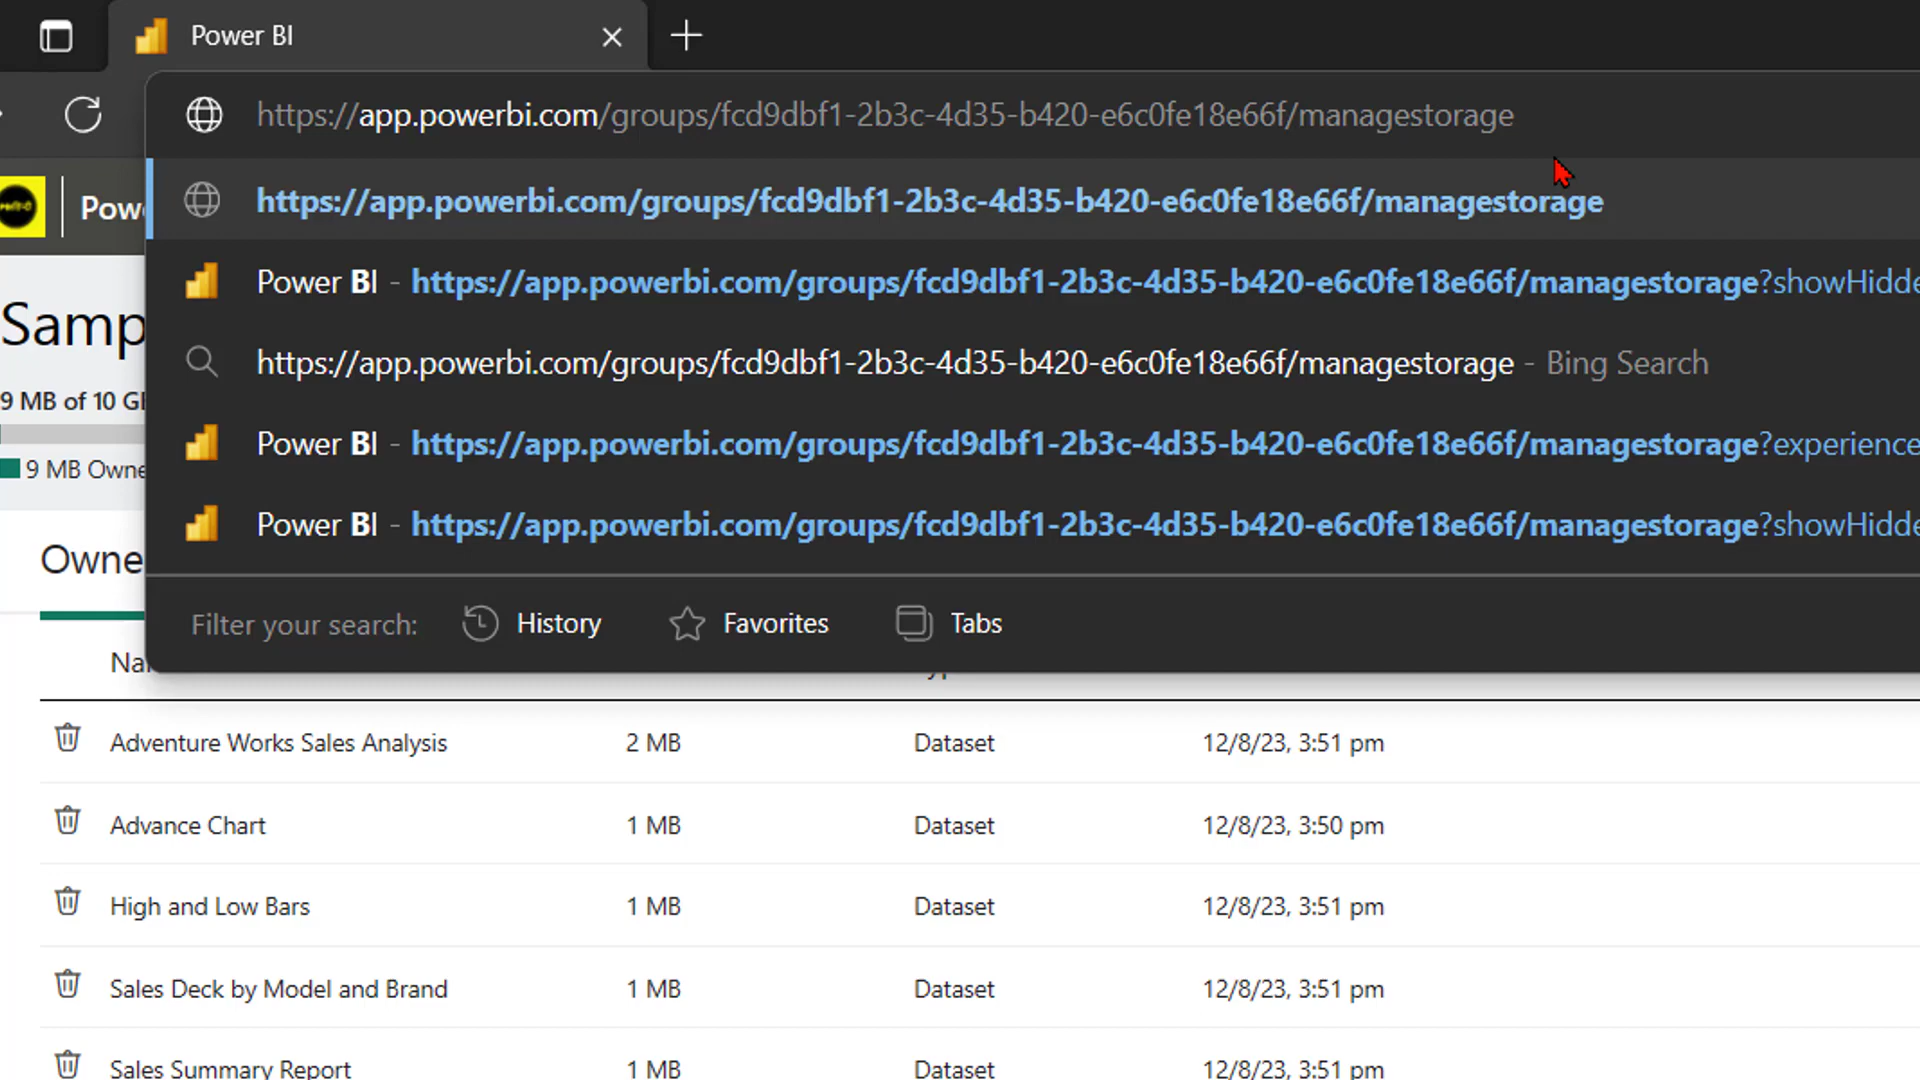 Power BI
https://app.powerbi.com/groups/fcd9dbf1-2b3c-4d35-b420-e6c0fe18e66f/managestorage
https://app.powerbi.com/groups/fcd9dbf1-2b3c-4d35-b420-e6c0fe18e66f/managestorage
Pow
Power BI - https://app.powerbi.com/groups/fcd9dbf1-2b3c-4d35-b420-e6c0fe18e66f/managestorage?showHidde
Samp
https://app.powerbi.com/groups/fcd9dbf1-2b3c-4d35-b420-e6c0fe18e66f/managestorage - Bing Search
9 MB of 10 G
Power BI - https://app.powerbi.com/groups/fcd9dbf1-2b3c-4d35-b420-e6c0fe18e66f/managestorage?experience
9 MB Owne
Power BI - https://app.powerbi.com/groups/fcd9dbf1-2b3c-4d35-b420-e6c0fe18e66f/managestorage?showHidde
Owne
Filter your search: History Favorites Tabs
Na
Adventure Works Sales Analysis 2 MB Dataset 12/8/23, 3:51 pm
Advance Chart 1 MB Dataset 12/8/23, 3:50 pm
High and Low Bars 1 MB Dataset 12/8/23, 3:51 pm
Sales Deck by Model and Brand 1 MB Dataset 12/8/23, 3:51 pm
Sales Summary Report 1 MB Dataset 12/8/23, 3:51 pm